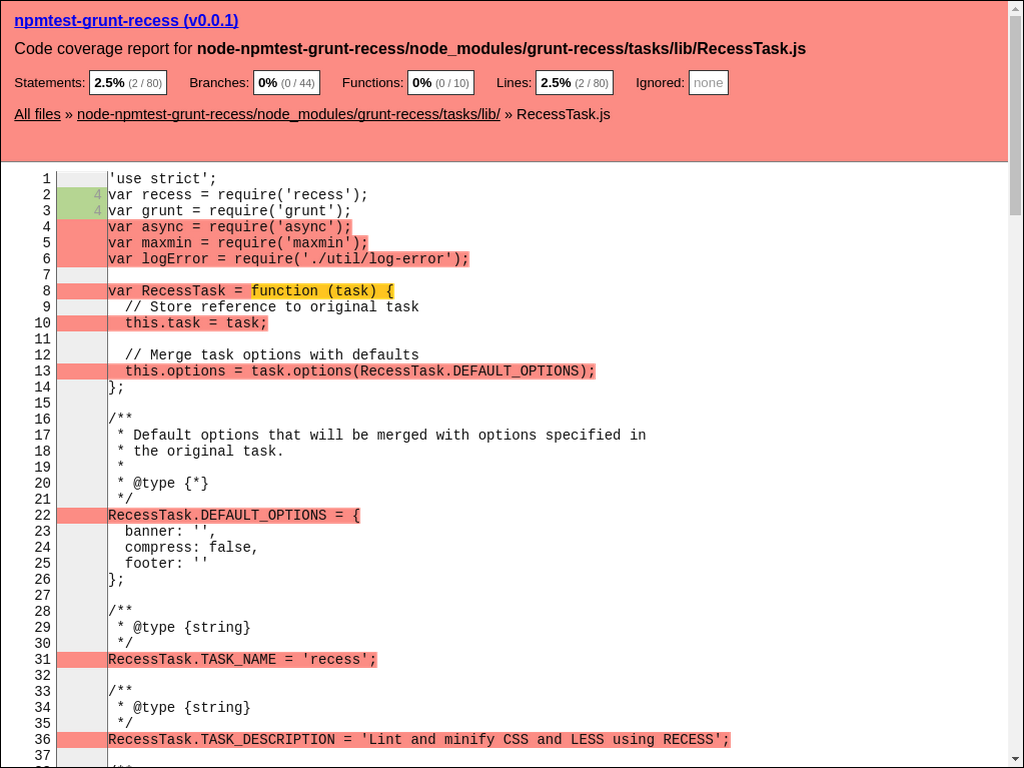 npmtest-grunt-recess (v0.0.1)
Code coverage report for node-npmtest-grunt-recess/node_modules/grunt-recess/tasks/lib/RecessTask.js
Statements: 2.5% (2 / 80) Branches: 0% (0 / 44) Functions: 0% (0 / 10) Lines: 2.5% (2 / 80) Ignored: none
All files » node-npmtest-grunt-recess/node_modules/grunt-recess/tasks/lib/ » RecessTask.js
1 'use strict';
2 4 var recess = require('recess');
3 4 var grunt = require('grunt');
4 var async = require('async');
5 var maxmin = require('maxmin');
6 var logError = require('./util/log-error');
7
8 var RecessTask = function (task) {
9   // Store reference to original task
10   this.task = task;
11
12   // Merge task options with defaults
13   this.options = task.options(RecessTask.DEFAULT_OPTIONS);
14 };
15
16 /**
17  * Default options that will be merged with options specified in
18  * the original task.
19  *
20  * @type {*}
21  */
22 RecessTask.DEFAULT_OPTIONS = {
23   banner: '',
24   compress: false,
25   footer: ''
26 };
27
28 /**
29  * @type {string}
30  */
31 RecessTask.TASK_NAME = 'recess';
32
33 /**
34  * @type {string}
35  */
36 RecessTask.TASK_DESCRIPTION = 'Lint and minify CSS and LESS using RECESS';
37